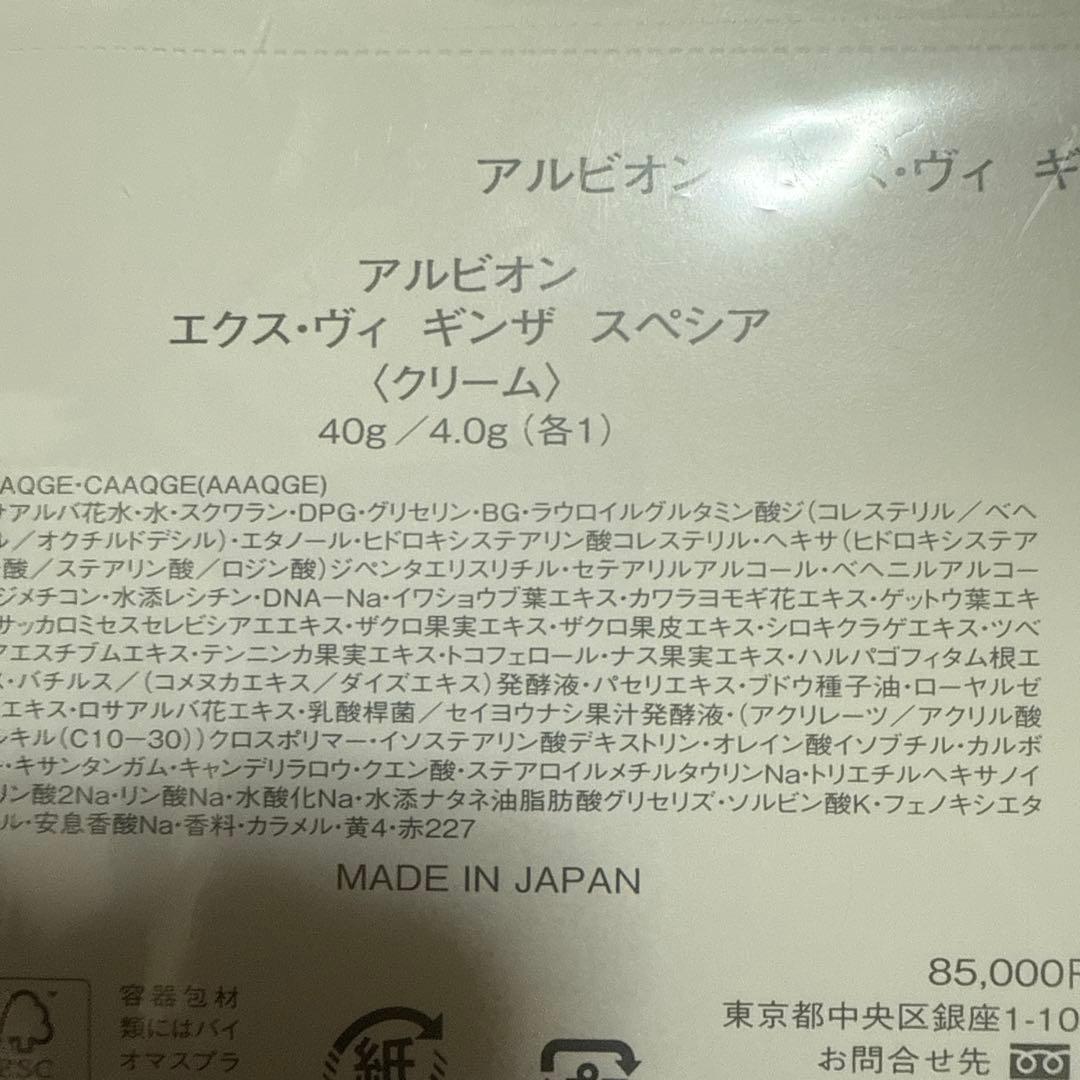 アルビオン ス・ヴィ ギ
アルビオン
エクス・ヴィ ギンザ スペシア
〈クリーム〉
40g／4.0g（各1）
AQGE・CAAQGE(AAAQGE)
サアルバ花水・水・スクワラン・DPG・グリセリン・BG・ラウロイルグルタミン酸ジ（コレステリル／ベヘ
ル／オクチルドデシル）・エタノール・ヒドロキシステアリン酸コレステリル・ヘキサ（ヒドロキシステア
酸／ステアリン酸／ロジン酸）ジペンタエリスリチル・セテアリルアルコール・ベヘニルアルコー
ジメチコン・水添レシチン・DNA－Na・イワショウブ葉エキス・カワラヨモギ花エキス・ゲットウ葉エキ
サッカロミセスセレビシアエエキス・ザクロ果実エキス・ザクロ果皮エキス・シロキクラゲエキス・ツベ
アエスチブムエキス・テンニンカ果実エキス・トコフェロール・ナス果実エキス・ハルパゴフィタム根エ
ス・バチルス／（コメヌカエキス／ダイズエキス）発酵液・パセリエキス・ブドウ種子油・ローヤルゼ
エキス・ロサアルバ花エキス・乳酸桿菌／セイヨウナシ果汁発酵液・（アクリレーツ／アクリル酸
ルキル（C10－30））クロスポリマー・イソステアリン酸デキストリン・オレイン酸イソブチル・カルボ
ー・キサンタンガム・キャンデリラロウ・クエン酸・ステアロイルメチルタウリンNa・トリエチルヘキサノイ
リン酸2Na・リン酸Na・水酸化Na・水添ナタネ油脂肪酸グリセリズ・ソルビン酸K・フェノキシエタ
ル・安息香酸Na・香料・カラメル・黄4・赤227
MADE IN JAPAN
85,000円
東京都中央区銀座1-10
お問合せ先
容器包材
類にはバイ
オマスプラ
紙
FSC